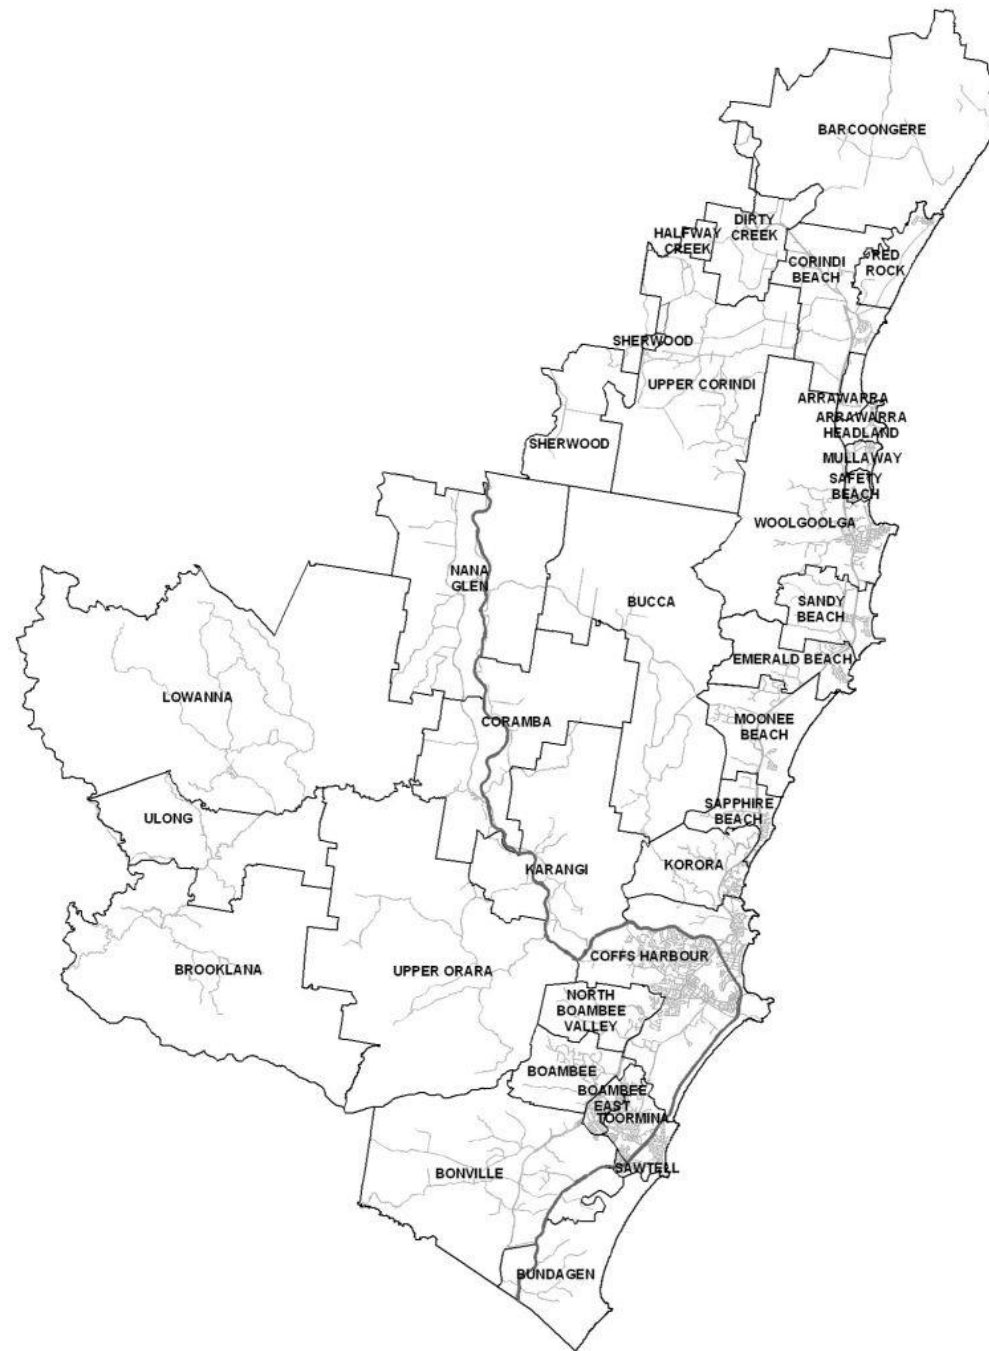 BARCOONGERE
DIRTY
CREEK
HALFWAY
CREEK
RED
ROCK
CORINDI
BEACH
SHERWOOD
UPPER CORINDI
ARRAWARRA
ARRAWARRA
HEADLAND
SHERWOOD
MULLAWAY
SAFETY
BEACH
WOOLGOOLGA
NANA
GLEN
BUCCA
SANDY
BEACH
EMERALD BEACH
LOWANNA
CORAMBA
MOONEE
BEACH
SAPPHIRE
BEACH
ULONG
KARANGI
KORORA
COFFS HARBOUR
BROOKLANA
UPPER ORARA
NORTH
BOAMBEE
VALLEY
BOAMBEE
BOAMBEE
EAST
TOORMINA
BONVILLE
SAWTELL
BUNDAGEN